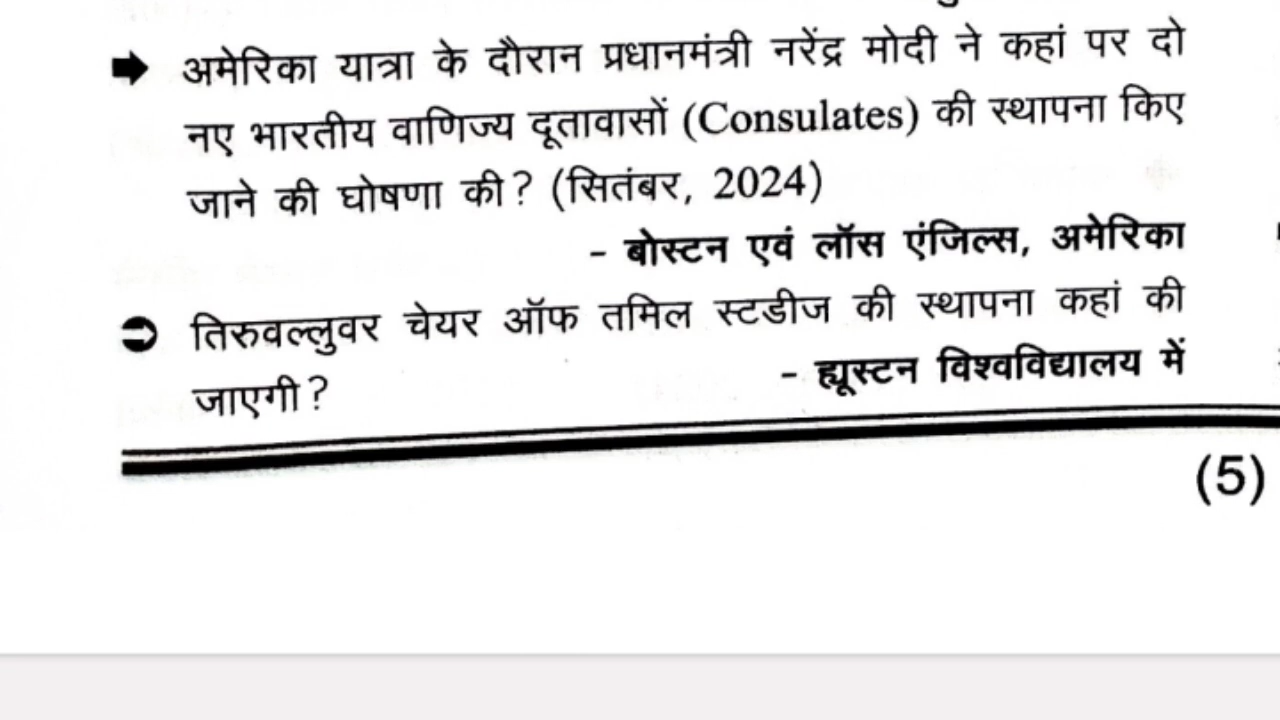 ➡ अमेरिका यात्रा के दौरान प्रधानमंत्री नरेंद्र मोदी ने कहां पर दो
नए भारतीय वाणिज्य दूतावासों (Consulates) की स्थापना किए
जाने की घोषणा की? (सितंबर, 2024)
- बोस्टन एवं लॉस एंजिल्स, अमेरिका
➲ तिरुवल्लुवर चेयर ऑफ तमिल स्टडीज की स्थापना कहां की
जाएगी? - ह्यूस्टन विश्वविद्यालय में
(5)